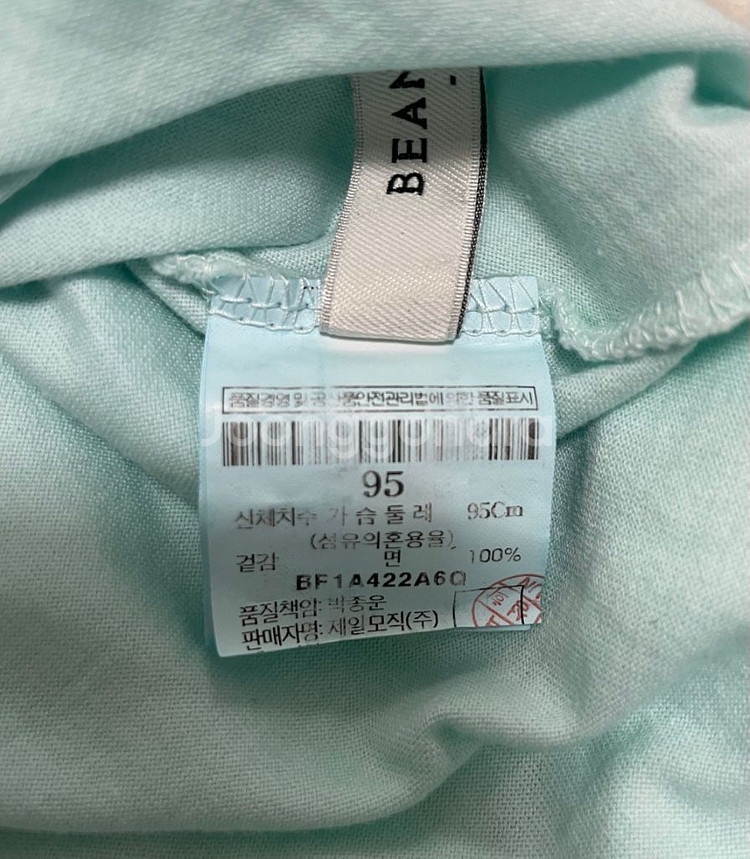 BEAN
품질경영 및 공산품안전관리법에 의한 품질표시
95
신체치수 가슴둘레 95Cm
(섬유의혼용율)
겉감 면 100%
BF1A422A6Q
품질책임: 박종운
판매자명: 제일모직(주)